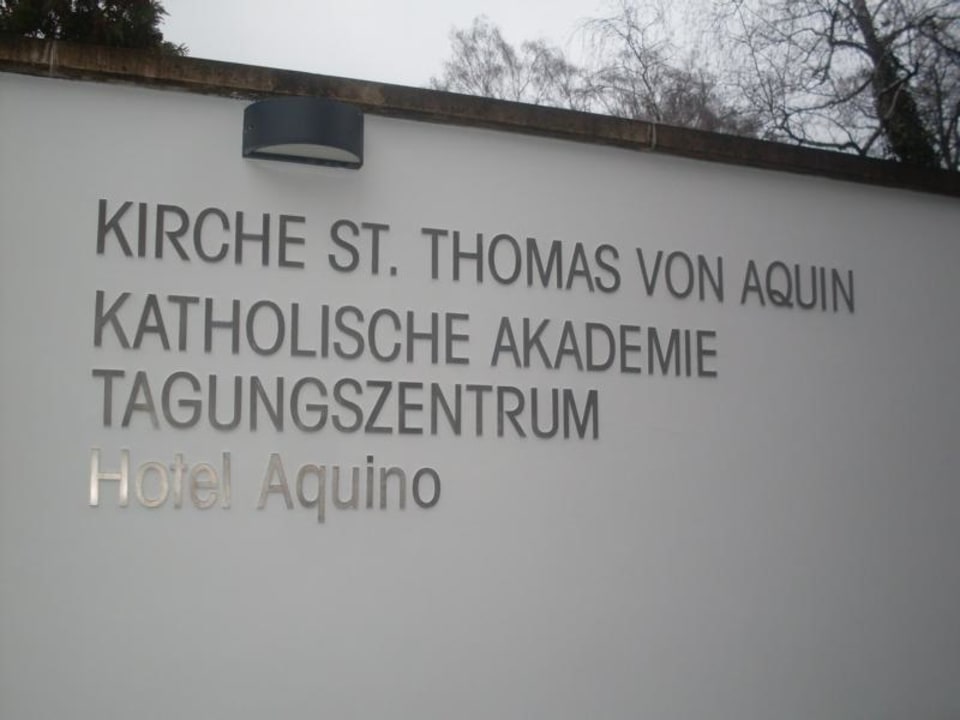 KIRCHE ST. THOMAS VON AQUIN
KATHOLISCHE AKADEMIE
TAGUNGSZENTRUM
Hotel Aquino